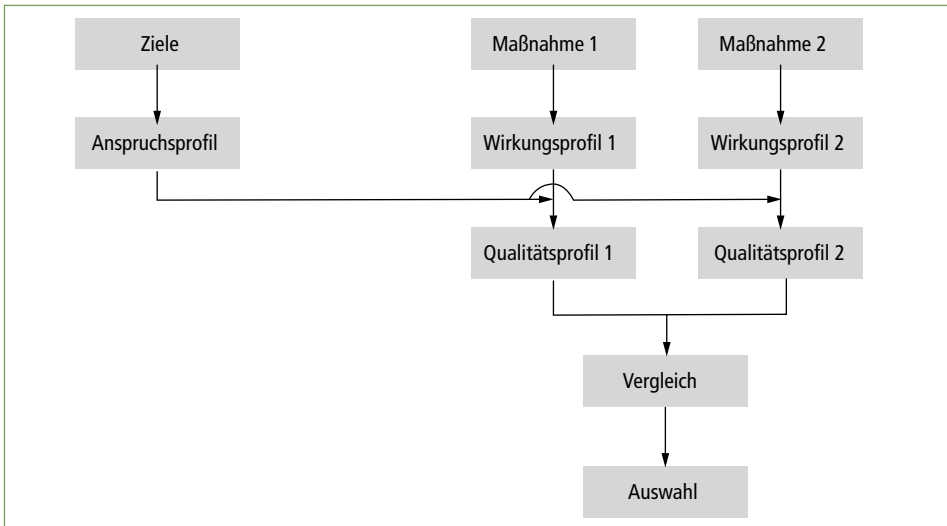 Ziele
Maßnahme 1
Maßnahme 2
Anspruchsprofil
Wirkungsprofil 1
Wirkungsprofil 2
Qualitätsprofil 1
Qualitätsprofil 2
Vergleich
Auswahl